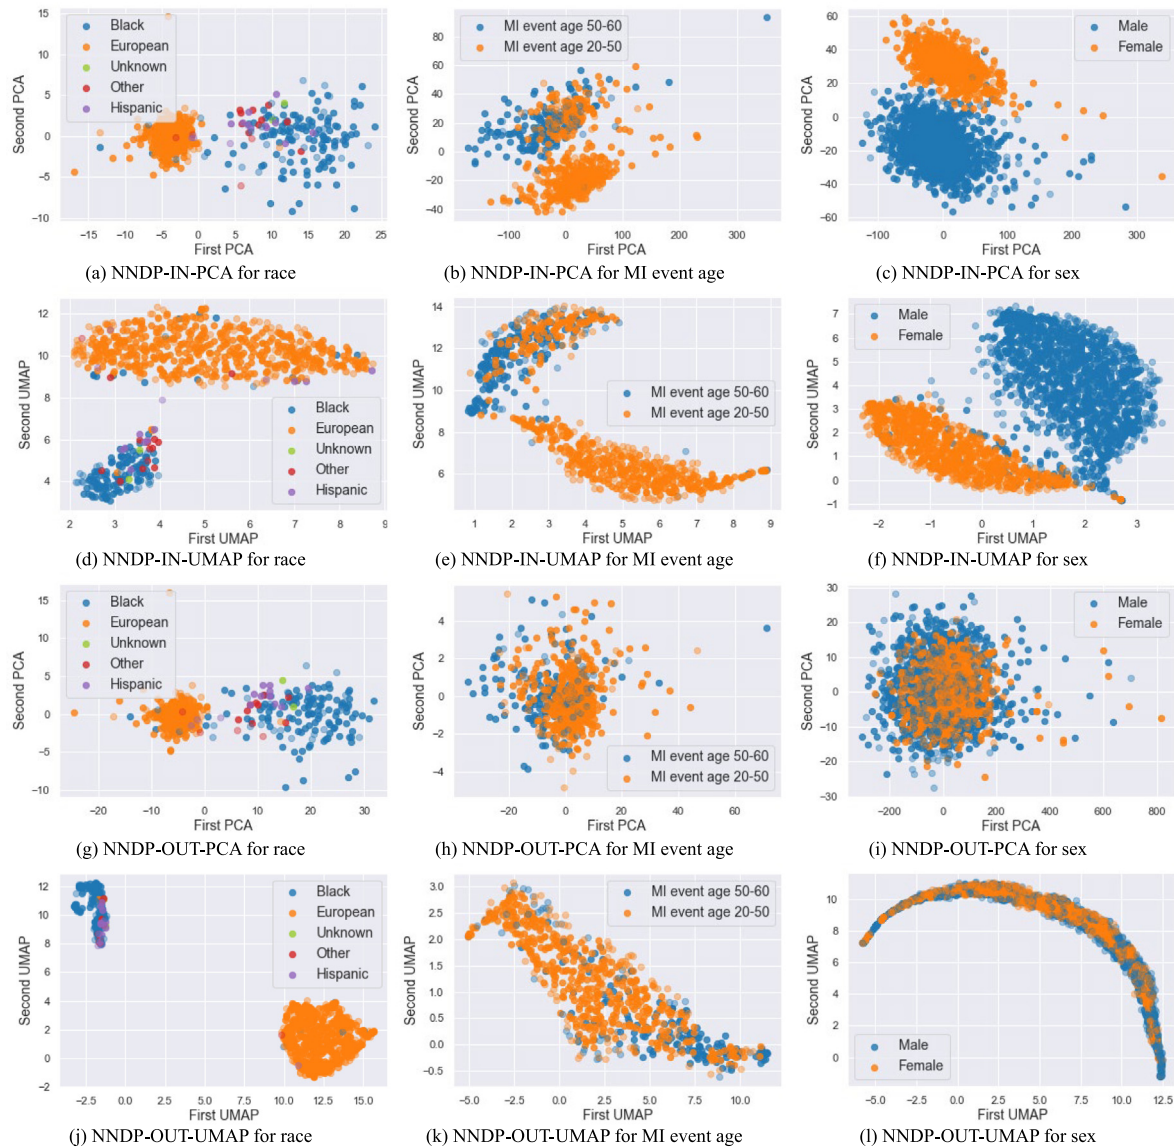 Black
European
Unknown
Other
Hispanic
15
10
5
0
−5
−10
Second PCA
−15 −10 −5 0 5 10 15 20 25
First PCA
(a) NNDP-IN-PCA for race
MI event age 50-60
MI event age 20-50
80
60
40
20
0
−20
−40
Second PCA
−100 0 100 200 300
First PCA
(b) NNDP-IN-PCA for MI event age
Male
Female
60
40
20
0
−20
−40
−60
Second PCA
−100 0 100 200 300
First PCA
(c) NNDP-IN-PCA for sex
12
10
8
6
4
Second UMAP
Black
European
Unknown
Other
Hispanic
2 3 4 5 6 7 8 9
First UMAP
(d) NNDP-IN-UMAP for race
14
12
10
8
6
Second UMAP
MI event age 50-60
MI event age 20-50
1 2 3 4 5 6 7 8 9
First UMAP
(e) NNDP-IN-UMAP for MI event age
Male
Female
7
6
5
4
3
2
1
0
−1
Second UMAP
−2 −1 0 1 2 3
First UMAP
(f) NNDP-IN-UMAP for sex
Black
European
Unknown
Other
Hispanic
15
10
5
0
−5
−10
Second PCA
−20 −10 0 10 20 30
First PCA
(g) NNDP-OUT-PCA for race
4
2
0
−2
−4
Second PCA
MI event age 50-60
MI event age 20-50
−20 0 20 40 60
First PCA
(h) NNDP-OUT-PCA for MI event age
Male
Female
30
20
10
0
−10
−20
−30
Second PCA
−200 0 200 400 600 800
First PCA
(i) NNDP-OUT-PCA for sex
Black
European
Unknown
Other
Hispanic
12
10
8
6
4
2
0
−2
Second UMAP
−2.5 0.0 2.5 5.0 7.5 10.0 12.5 15.0
First UMAP
(j) NNDP-OUT-UMAP for race
MI event age 50-60
MI event age 20-50
3.0
2.5
2.0
1.5
1.0
0.5
0.0
−0.5
Second UMAP
−5.0 −2.5 0.0 2.5 5.0 7.5 10.0
First UMAP
(k) NNDP-OUT-UMAP for MI event age
10
8
6
4
2
0
Second UMAP
Male
Female
−5.0 −2.5 0.0 2.5 5.0 7.5 10.0 12.5
First UMAP
(l) NNDP-OUT-UMAP for sex